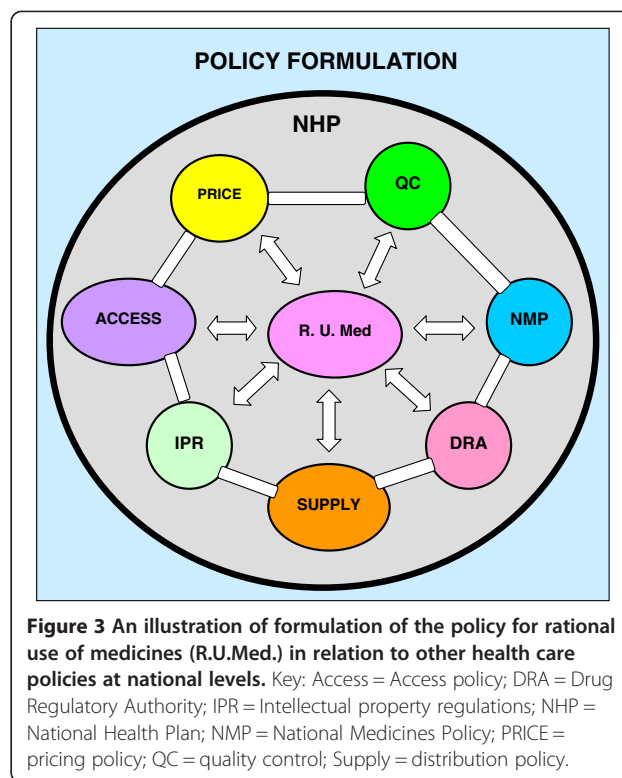 POLICY FORMULATION
NHP
PRICE
QC
ACCESS
R. U. Med
NMP
IPR
DRA
SUPPLY
Figure 3 An illustration of formulation of the policy for rational
use of medicines (R.U.Med.) in relation to other health care
policies at national levels. Key: Access = Access policy; DRA = Drug
Regulatory Authority; IPR = Intellectual property regulations; NHP =
National Health Plan; NMP = National Medicines Policy; PRICE =
pricing policy; QC = quality control; Supply = distribution policy.